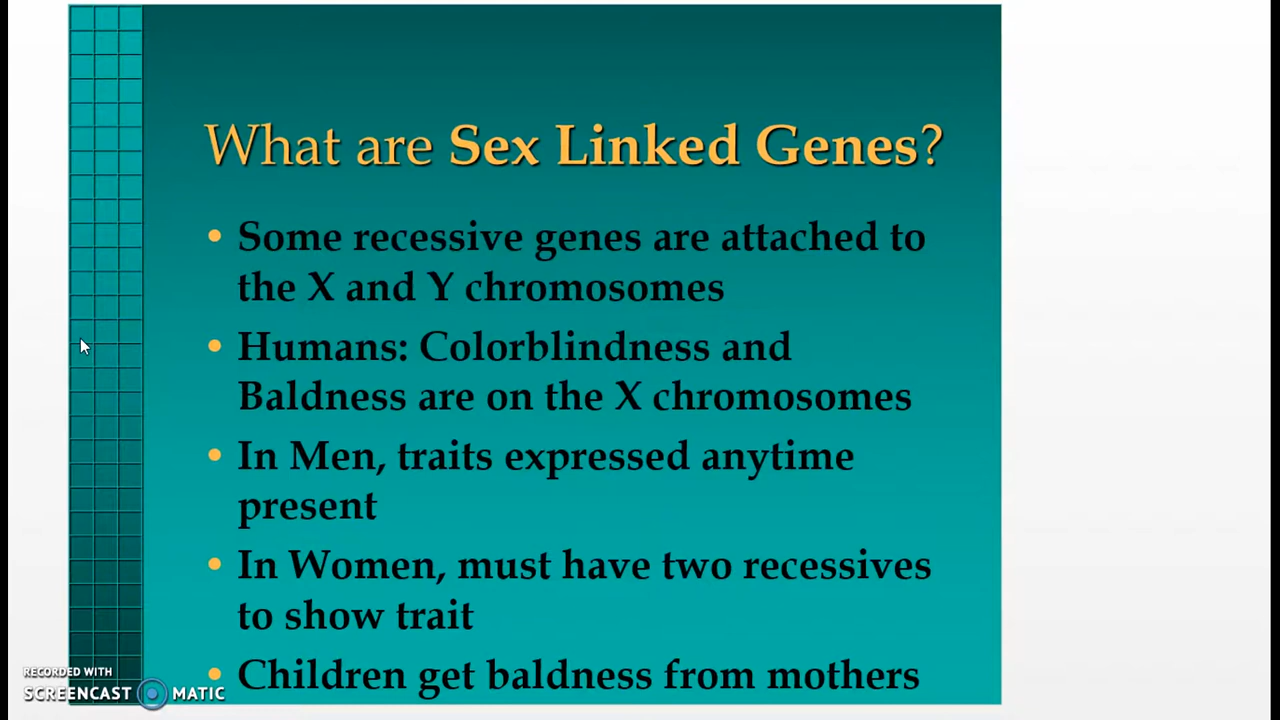 What are Sex Linked Genes?
• Some recessive genes are attached to
the X and Y chromosomes
• Humans: Colorblindness and
Baldness are on the X chromosomes
• In Men, traits expressed anytime
present
• In Women, must have two recessives
to show trait
• Children get baldness from mothers
RECORDED WITH
SCREENCAST MATIC